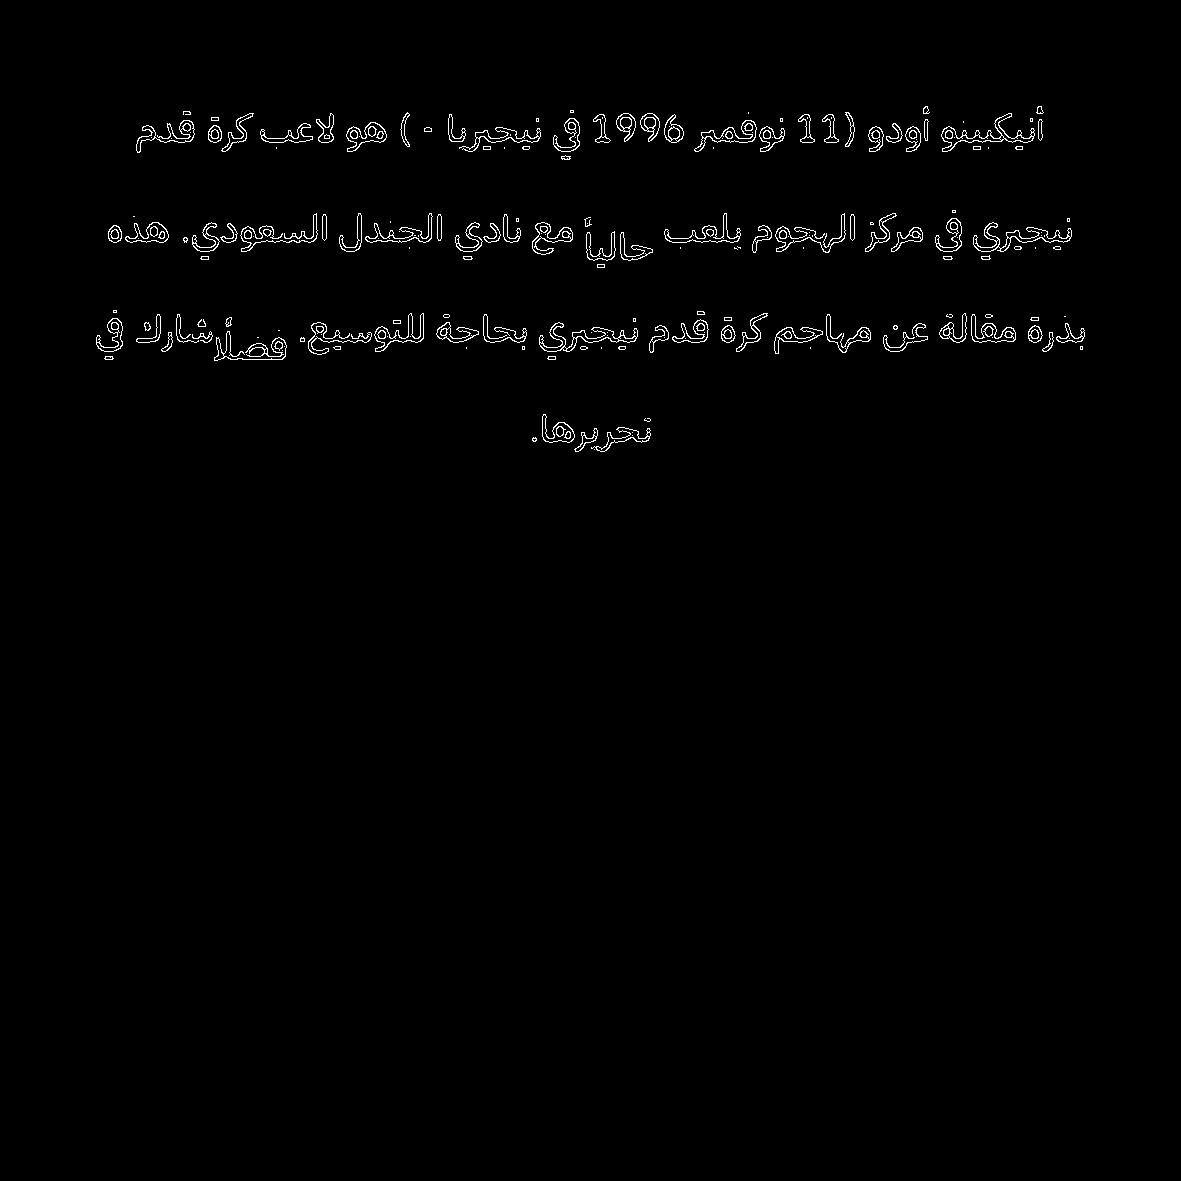 أنيكبينو أودو (11 نوفمبر 1996 في نيجيريا - ) هو لاعب كرة قدم
نيجيري في مركز الهجوم يلعب حالياً مع نادي الجندل السعودي. هذه
بذرة مقالة عن مهاجم كرة قدم نيجيري بحاجة للتوسيع. فضلاً شارك في
تحريرها.